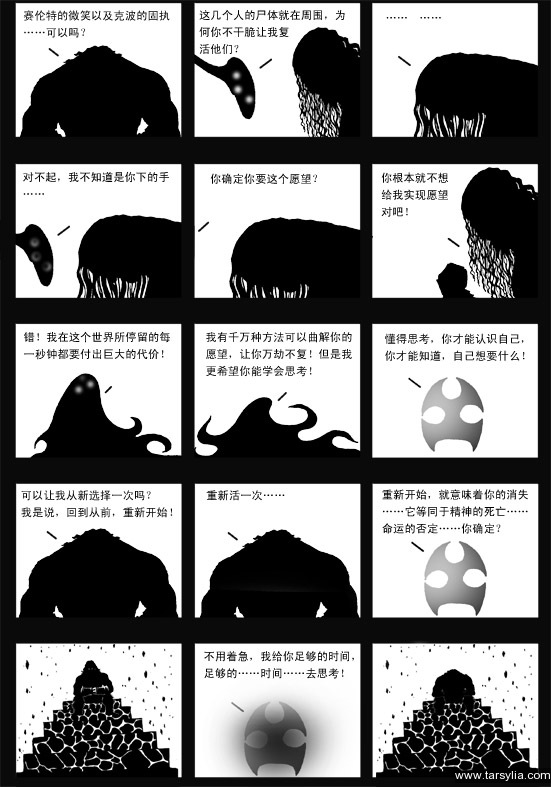 赛伦特的微笑以及克波的固执
……可以吗？
这几个人的尸体就在周围，为
何你不干脆让我复
活他们？
…… ……
对不起，我不知道是你下的手
……
你确定你要这个愿望？
你根本就不想
给我实现愿望
对吧！
错！我在这个世界所停留的每
一秒钟都要付出巨大的代价！
我有千万种方法可以曲解你的
愿望，让你万劫不复！但是我
更希望你能学会思考！
懂得思考，你才能认识自己，
你才能知道，自己想要什么！
可以让我从新选择一次吗？
我是说，回到从前，重新开始！
重新活一次……
重新开始，就意味着你的消失
……它等同于精神的死亡……
命运的否定……你确定？
不用着急，我给你足够的时间，
足够的……时间……去思考！
www.tarsylia.com